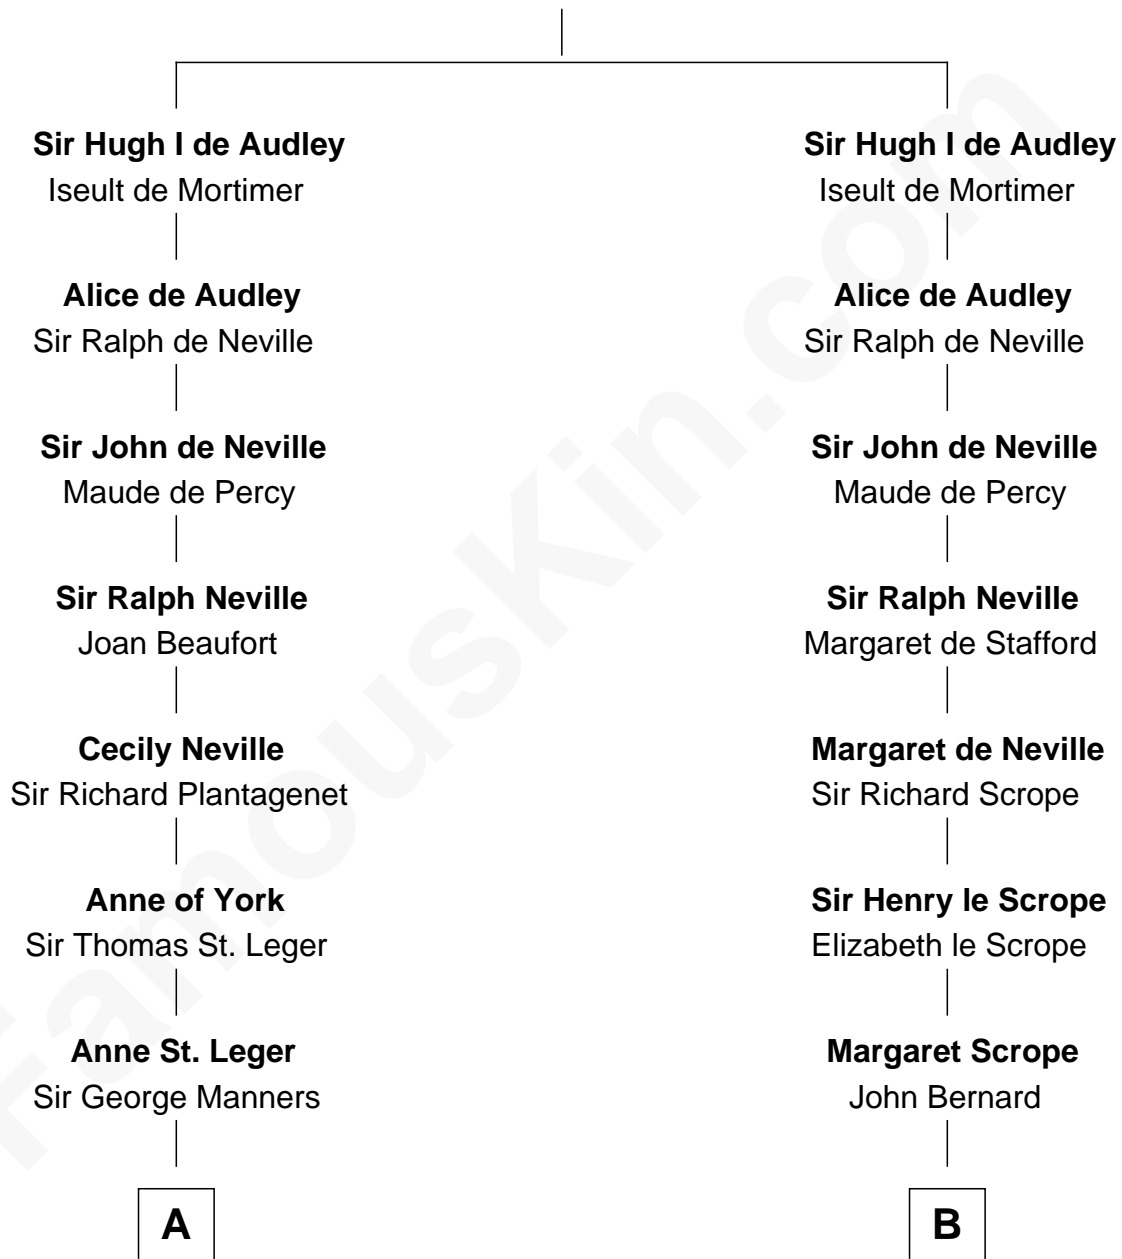 Sir Hugh I de Audley
Iseult de Mortimer
Alice de Audley
Sir Ralph de Neville
Sir John de Neville
Maude de Percy
Sir Ralph Neville
Joan Beaufort
Cecily Neville
Sir Richard Plantagenet
Anne of York
Sir Thomas St. Leger
Anne St. Leger
Sir George Manners
A
Sir Hugh I de Audley
Iseult de Mortimer
Alice de Audley
Sir Ralph de Neville
Sir John de Neville
Maude de Percy
Sir Ralph Neville
Margaret de Stafford
Margaret de Neville
Sir Richard Scrope
Sir Henry le Scrope
Elizabeth le Scrope
Margaret Scrope
John Bernard
B
FamousKin.com